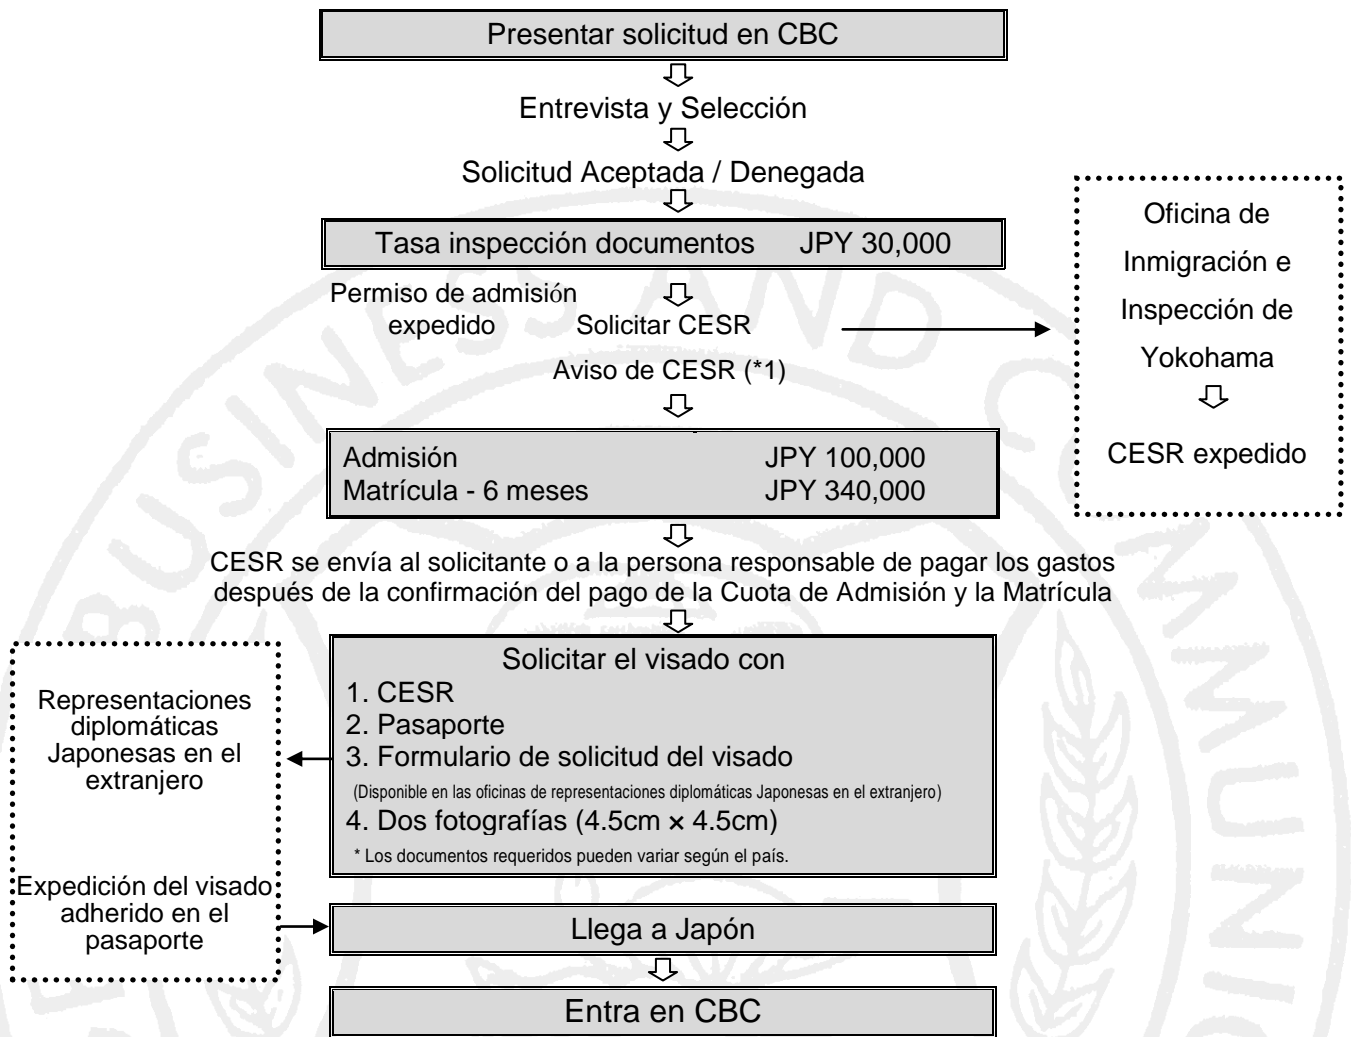 Presentar solicitud en CBC
Entrevista y Selección
Solicitud Aceptada / Denegada
Tasa inspección documentos JPY 30,000
Permiso de admisión
expedido
Solicitar CESR
Aviso de CESR (*1)
Oficina de
Inmigración e
Inspección de
Yokohama
CESR expedido
Admisión JPY 100,000
Matrícula - 6 meses JPY 340,000
CESR se envía al solicitante o a la persona responsable de pagar los gastos
después de la confirmación del pago de la Cuota de Admisión y la Matrícula
Solicitar el visado con
1. CESR
2. Pasaporte
3. Formulario de solicitud del visado
(Disponible en las oficinas de representaciones diplomáticas Japonesas en el extranjero)
4. Dos fotografías (4.5cm × 4.5cm)
* Los documentos requeridos pueden variar según el país.
Representaciones
diplomáticas
Japonesas en el
extranjero
Expedición del visado
adherido en el
pasaporte
Llega a Japón
Entra en CBC
BUSINESS AND COMMUNIC